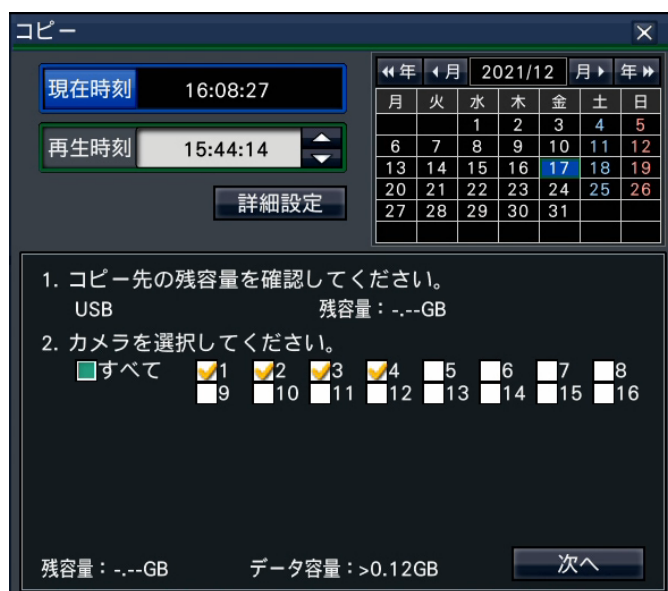 コピー
現在時刻 16:08:27
再生時刻 15:44:14
詳細設定
年 月 2021/12 月 年
月 火 水 木 金 土 日
1 2 3 4 5
6 7 8 9 10 11 12
13 14 15 16 17 18 19
20 21 22 23 24 25 26
27 28 29 30 31
1. コピー先の残容量を確認してください。
USB 残容量：-.--GB
2. カメラを選択してください。
すべて 1 2 3 4 5 6 7 8
9 10 11 12 13 14 15 16
残容量：-.--GB データ容量：>0.12GB 次へ